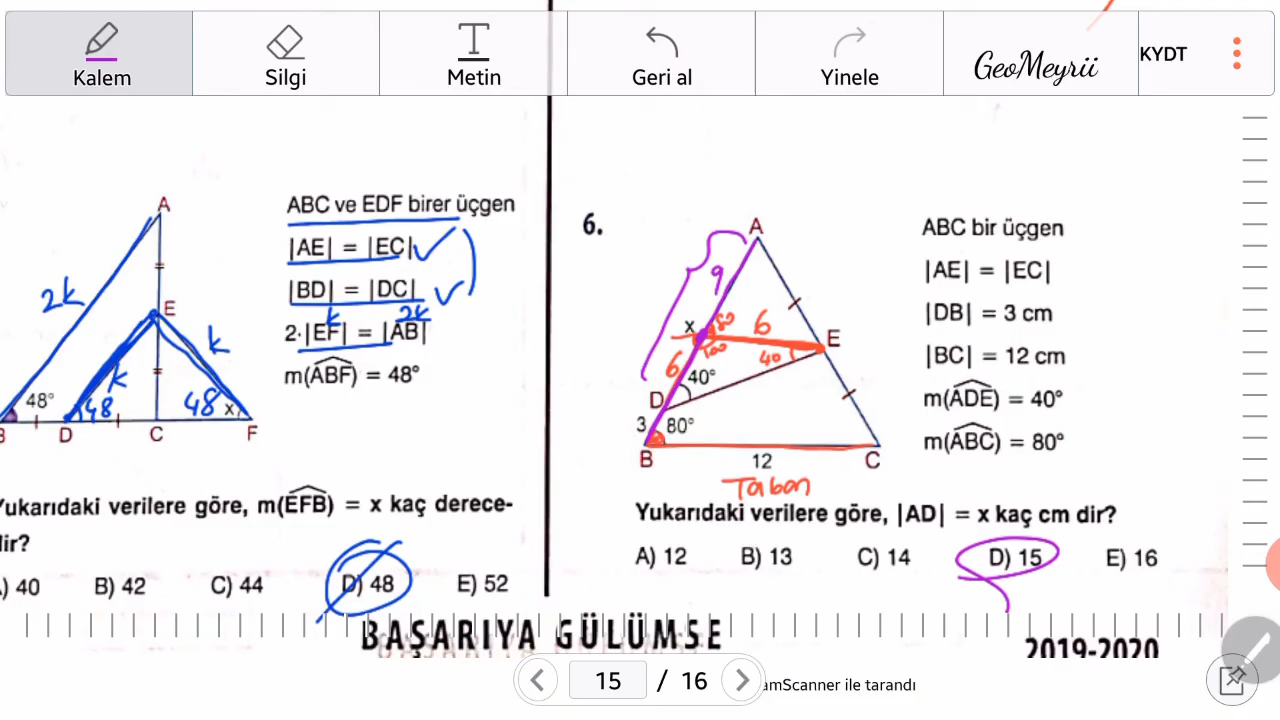 Kalem
Silgi
Metin
Geri al
Yinele
GeoMeyrii
KYDT
A
E
B
D
C
F
48°
x
2k
k
k
48
48
ABC ve EDF birer üçgen
|AE| = |EC|
|BD| = |DC|
k 2k
2·|EF| = |AB|
m(ABF) = 48°
Yukarıdaki verilere göre, m(EFB) = x kaç derece-
dir?
) 40 B) 42 C) 44 D) 48 E) 52
6.
A
9
x
80
6
E
100
40
6
40°
D
3
80°
B
12
C
Taban
ABC bir üçgen
|AE| = |EC|
|DB| = 3 cm
|BC| = 12 cm
m(ADE) = 40°
m(ABC) = 80°
Yukarıdaki verilere göre, |AD| = x kaç cm dir?
A) 12 B) 13 C) 14 D) 15 E) 16
BAŞARIYA GÜLÜMSE
2019-2020
15 / 16
amScanner ile tarandı